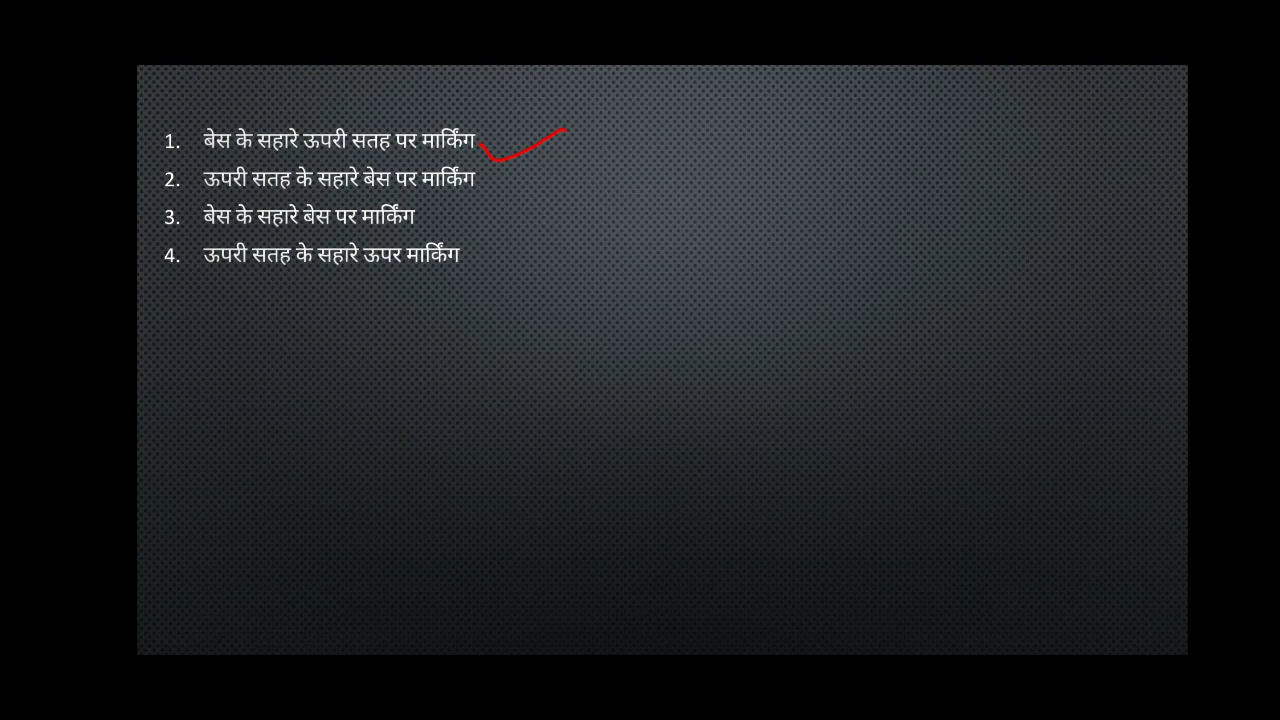 1. बेस के सहारे ऊपरी सतह पर मार्किंग
2. ऊपरी सतह के सहारे बेस पर मार्किंग
3. बेस के सहारे बेस पर मार्किंग
4. ऊपरी सतह के सहारे ऊपर मार्किंग